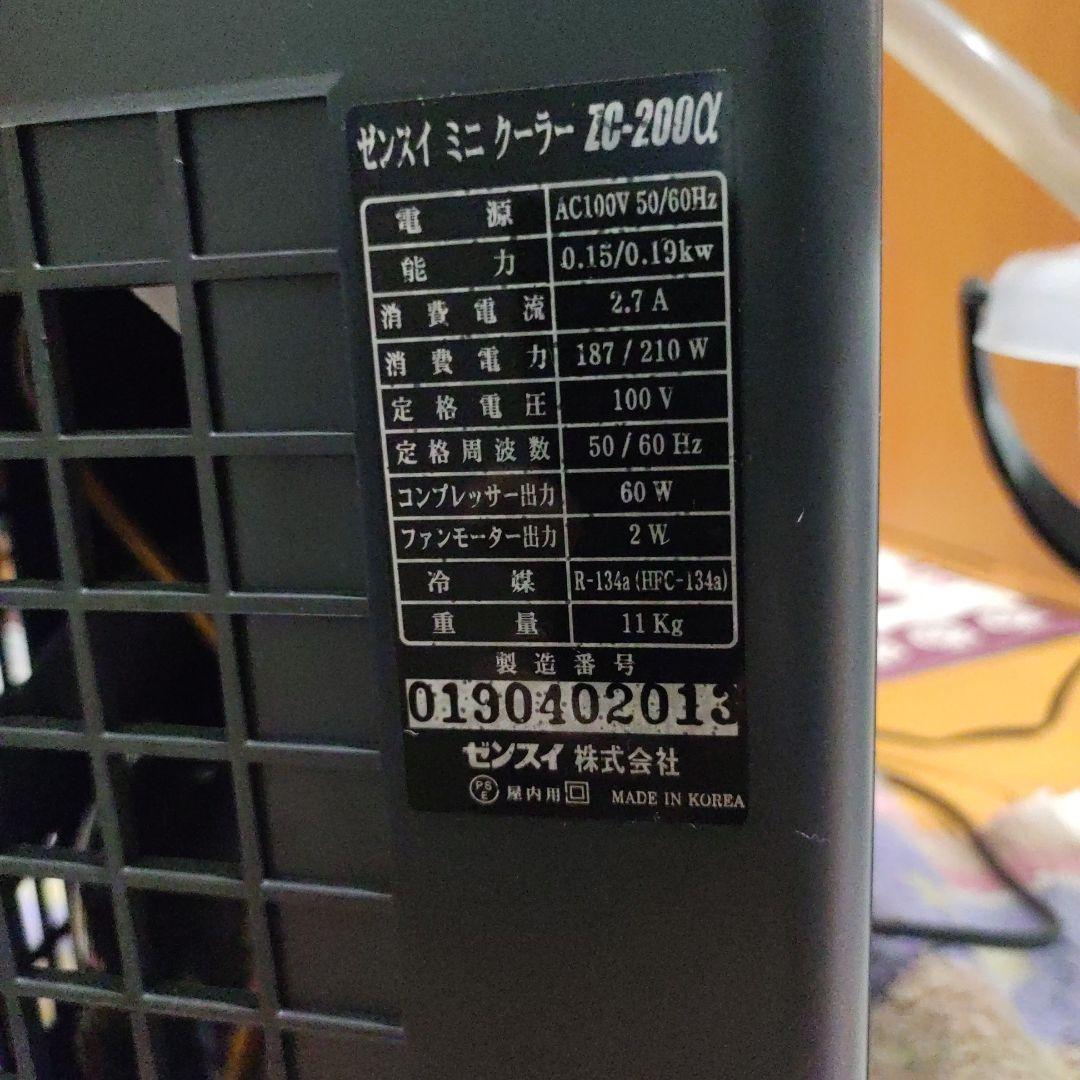 ゼンスイ ミニ クーラー ZC-200α
電源 AC100V 50/60Hz
能力 0.15/0.19kw
消費電流 2.7 A
消費電力 187 / 210 W
定格電圧 100 V
定格周波数 50 / 60 Hz
コンプレッサー出力 60 W
ファンモーター出力 2 W
冷媒 R-134a (HFC-134a)
重量 11 Kg
製造番号
0190402013
ゼンスイ 株式会社
PSE 屋内用 MADE IN KOREA